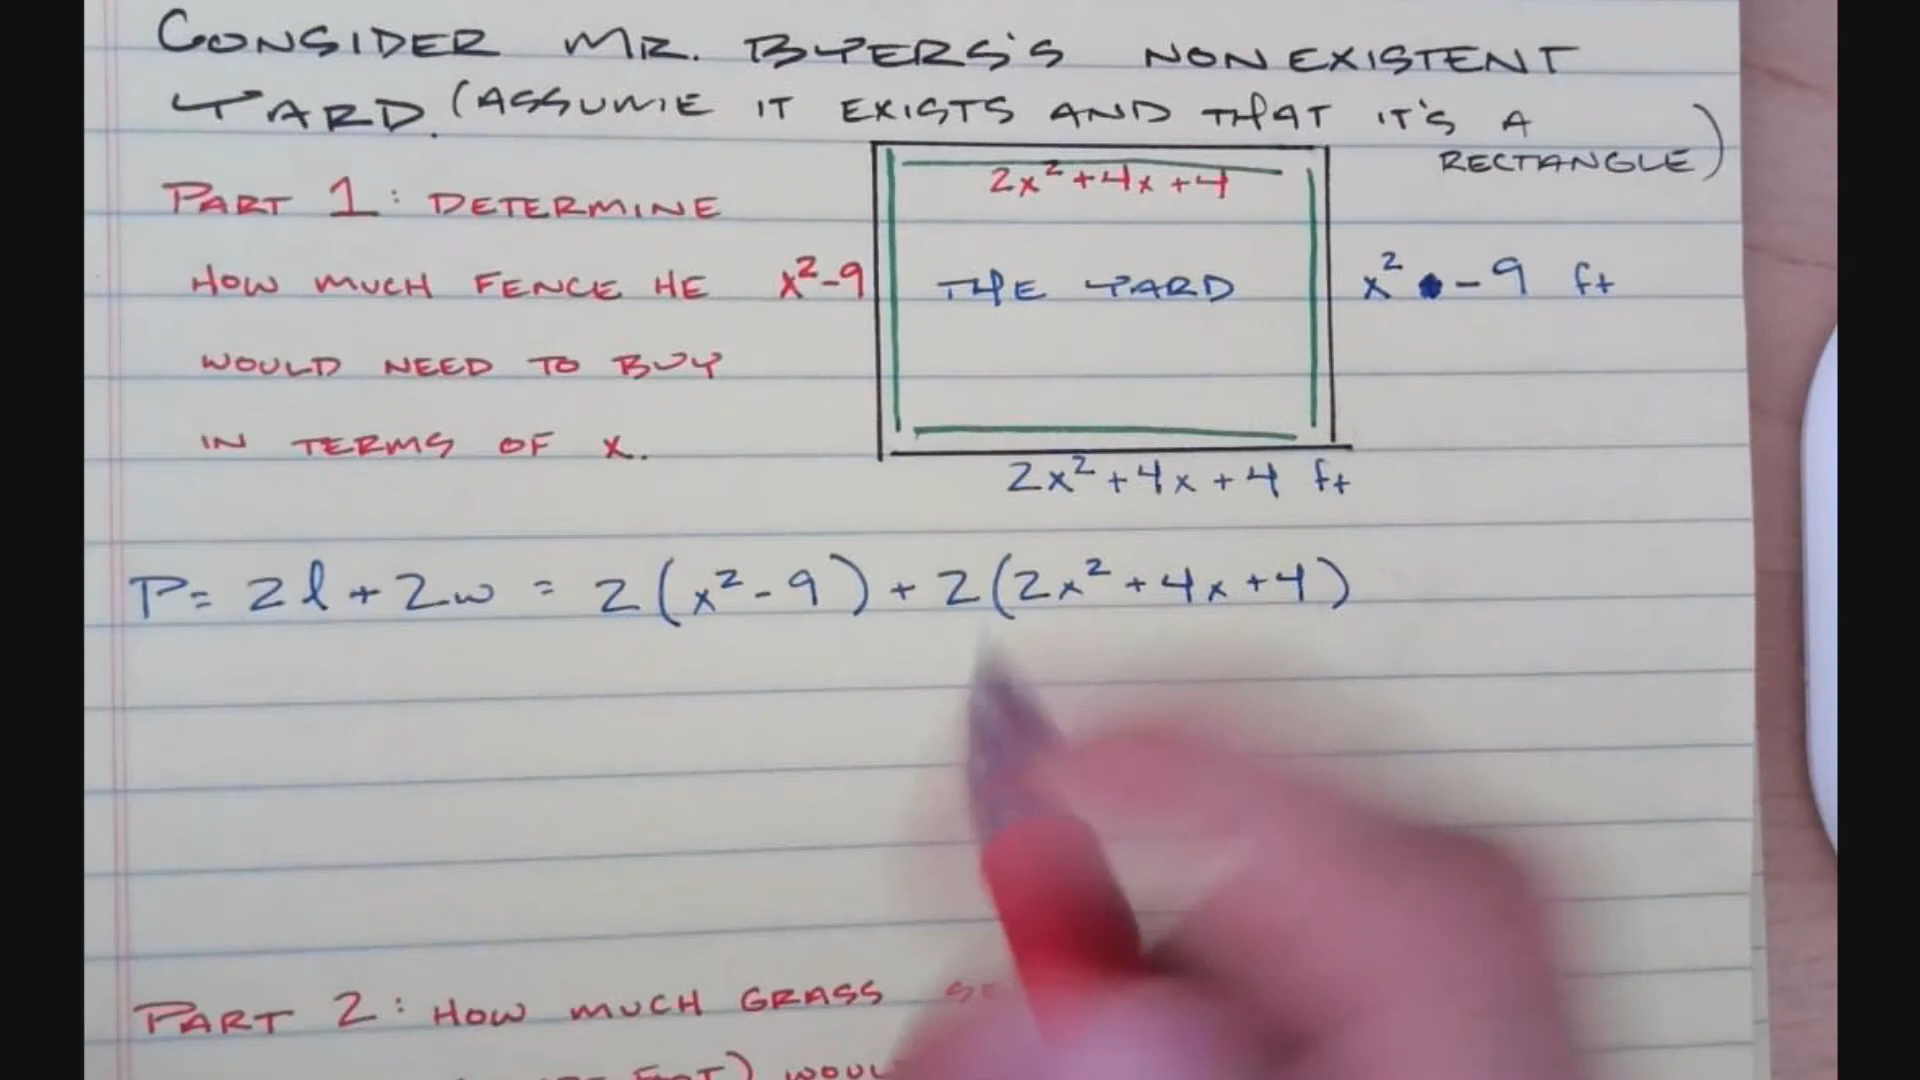 CONSIDER MR. BYERS'S NONEXISTENT
YARD. (ASSUME IT EXISTS AND THAT IT'S A
RECTANGLE)
PART 1: DETERMINE
HOW MUCH FENCE HE
WOULD NEED TO BUY
IN TERMS OF X.
2x²+4x+4
x²-9
THE YARD
x² - 9 ft
2x²+4x+4 ft
P= 2l+2w = 2(x²-9)+2(2x²+4x+4)
PART 2: HOW MUCH GRASS